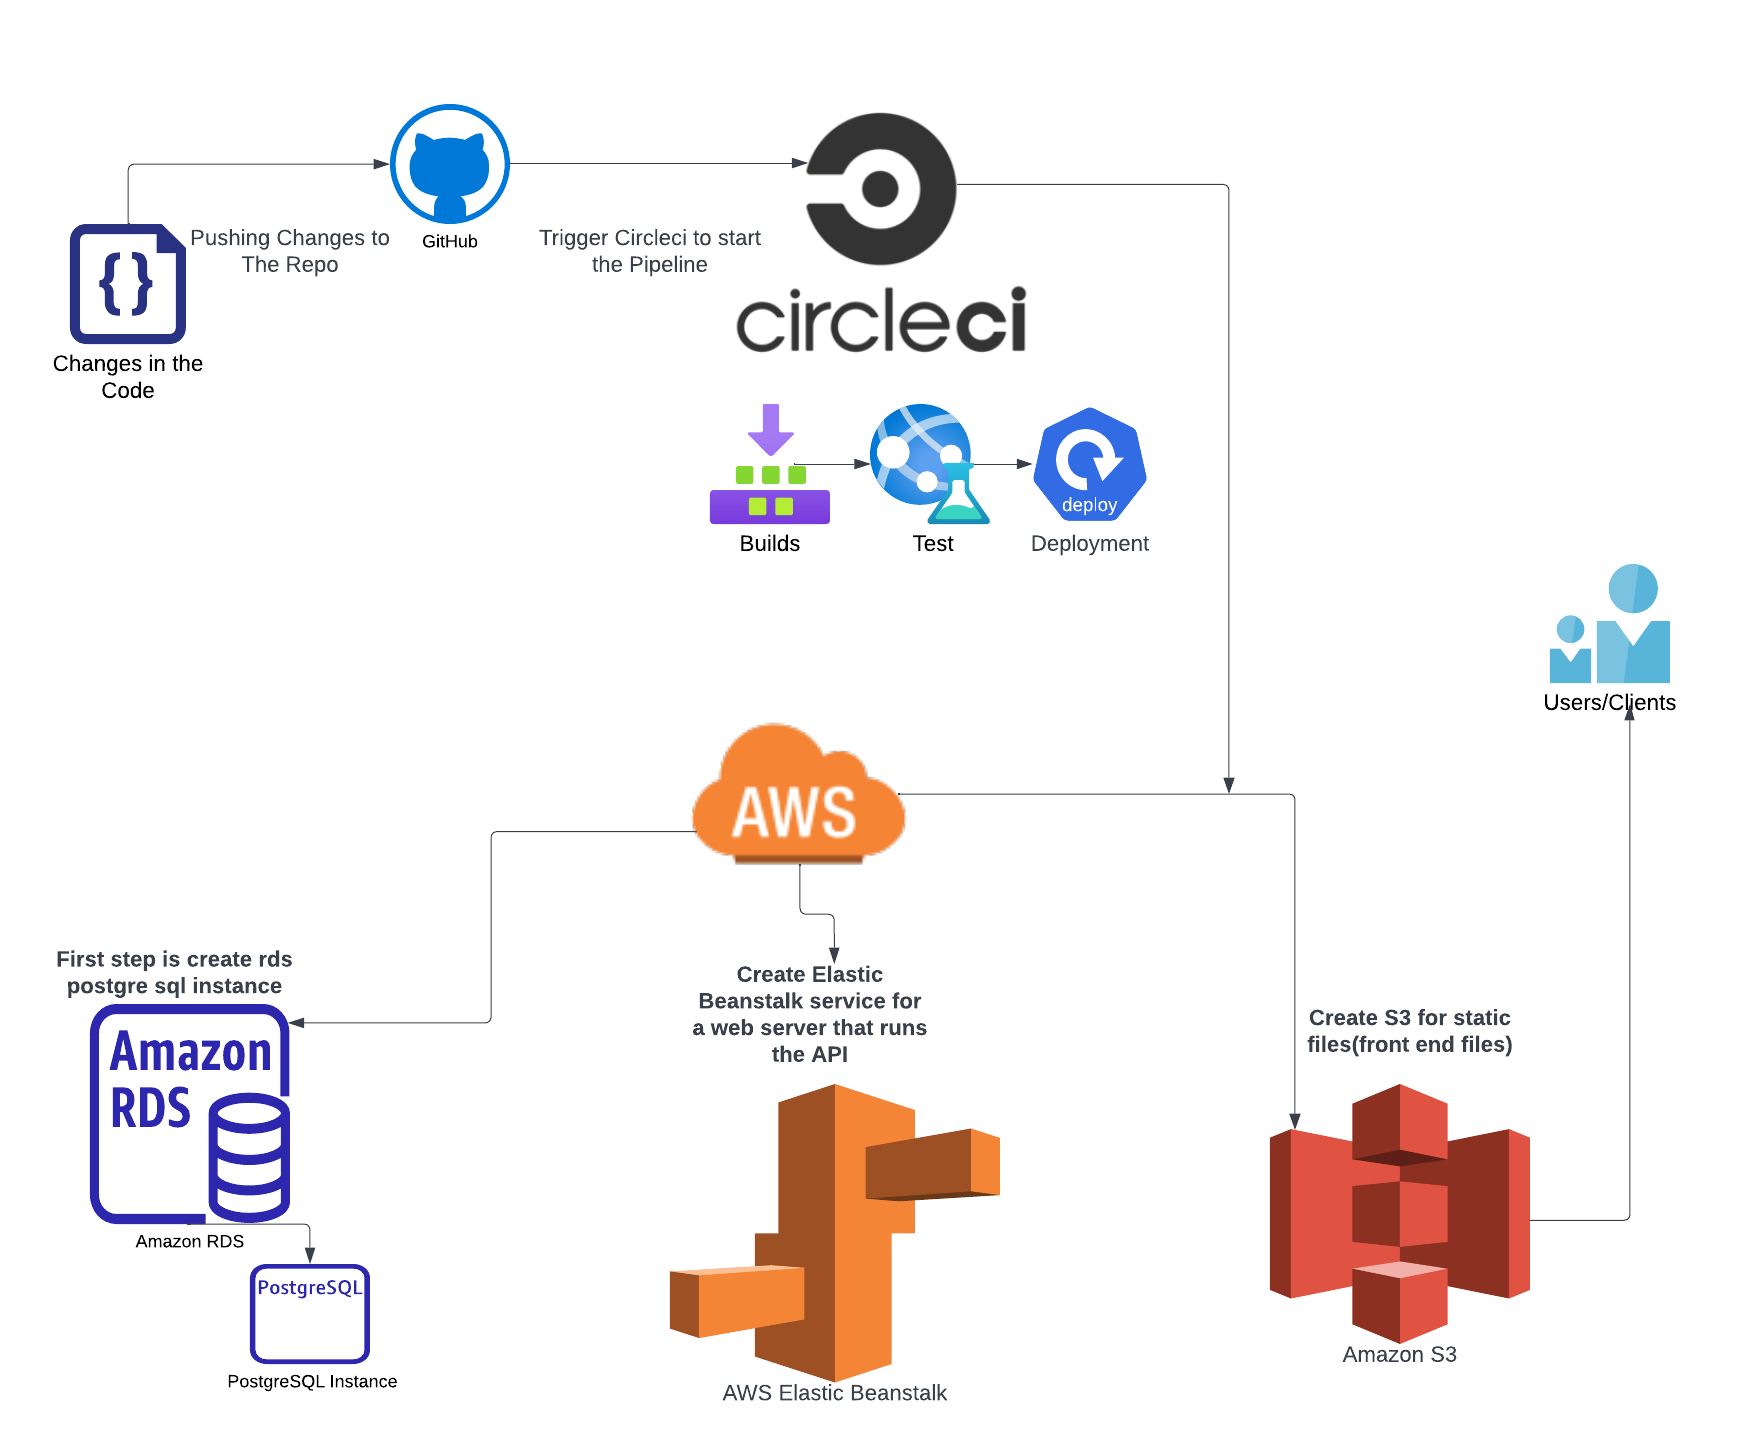 GitHub
Pushing Changes to
The Repo
Trigger Circleci to start
the Pipeline
circleci
{}
Changes in the
Code
deploy
Builds
Test
Deployment
Users/Clients
AWS
First step is create rds
postgre sql instance
Create Elastic
Beanstalk service for
a web server that runs
the API
Create S3 for static
files(front end files)
Amazon
RDS
Amazon RDS
PostgreSQL
PostgreSQL Instance
AWS Elastic Beanstalk
Amazon S3